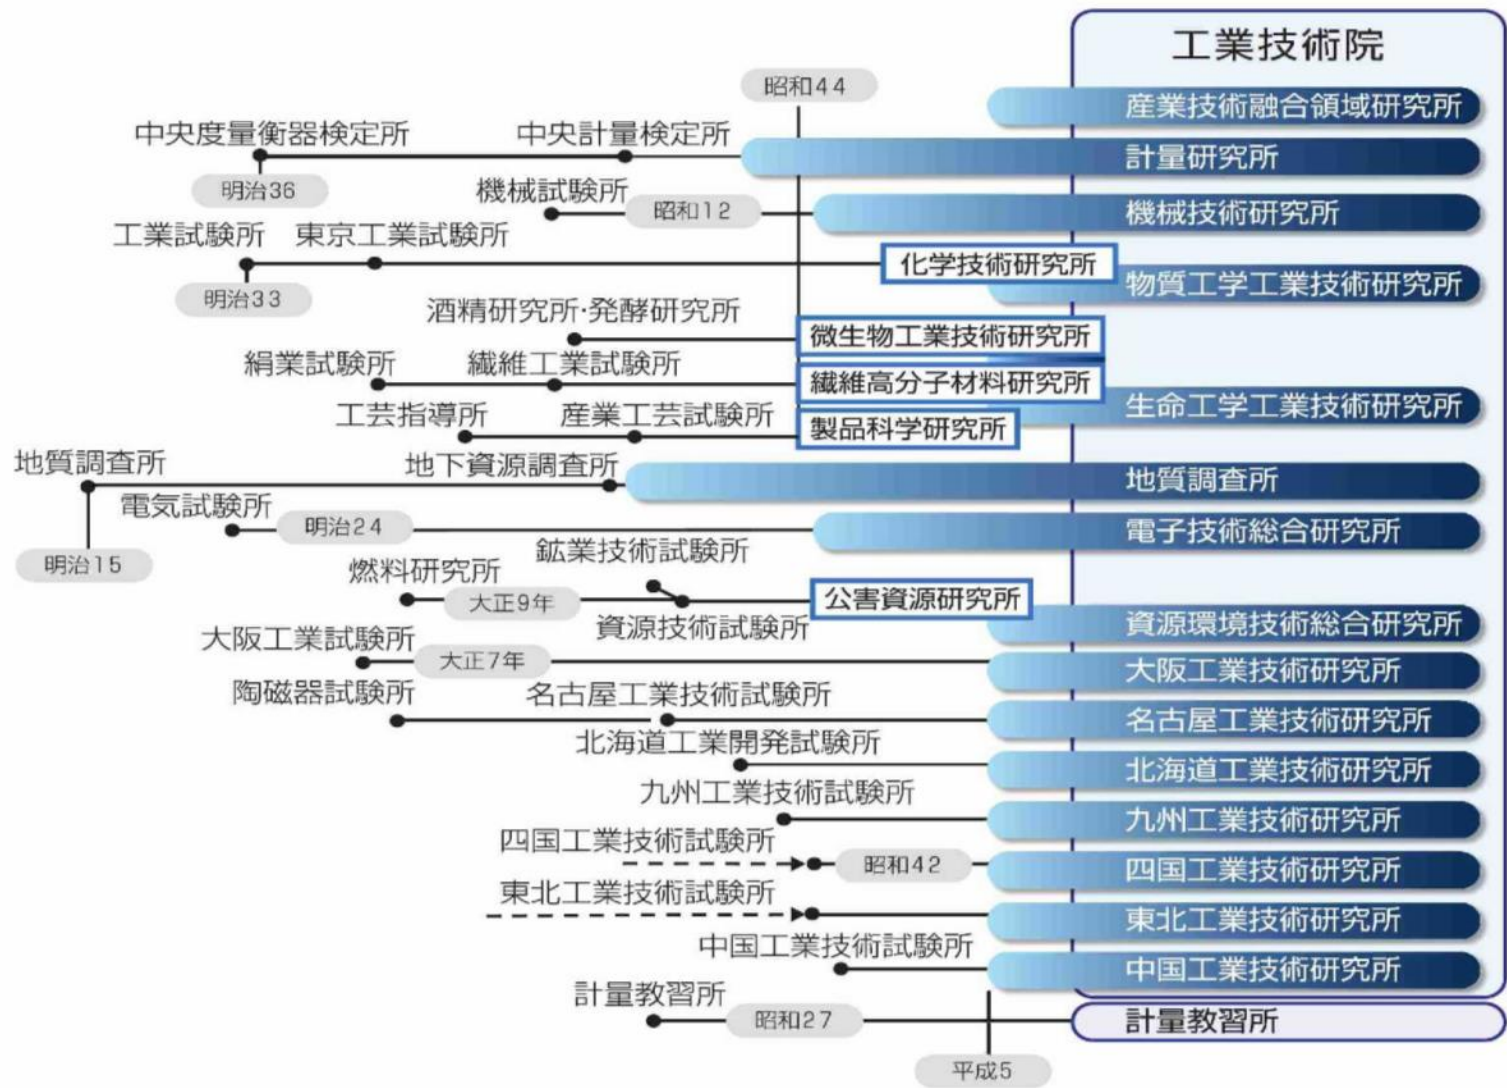 工業技術院
昭和44
産業技術融合領域研究所
中央度量衡器検定所
中央計量検定所
計量研究所
明治36
機械試験所
昭和12
機械技術研究所
工業試験所
東京工業試験所
化学技術研究所
明治33
物質工学工業技術研究所
酒精研究所·発酵研究所
微生物工業技術研究所
絹業試験所
繊維工業試験所
繊維高分子材料研究所
生命工学工業技術研究所
工芸指導所
産業工芸試験所
製品科学研究所
地質調査所
地下資源調査所
地質調査所
電気試験所
明治24
電子技術総合研究所
明治15
鉱業技術試験所
燃料研究所
大正9年
公害資源研究所
資源技術試験所
資源環境技術総合研究所
大阪工業試験所
大正7年
大阪工業技術研究所
陶磁器試験所
名古屋工業技術試験所
名古屋工業技術研究所
北海道工業開発試験所
北海道工業技術研究所
九州工業技術試験所
九州工業技術研究所
四国工業技術試験所
昭和42
四国工業技術研究所
東北工業技術試験所
東北工業技術研究所
中国工業技術試験所
中国工業技術研究所
計量教習所
昭和27
計量教習所
平成5